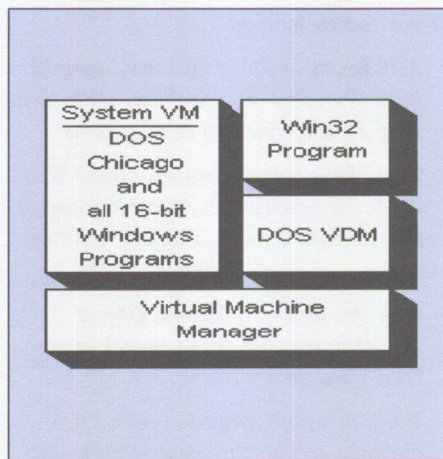 System VM
DOS
Chicago
and
all 16-bit
Windows
Programs
Win32
Program
DOS VDM
Virtual Machine
Manager